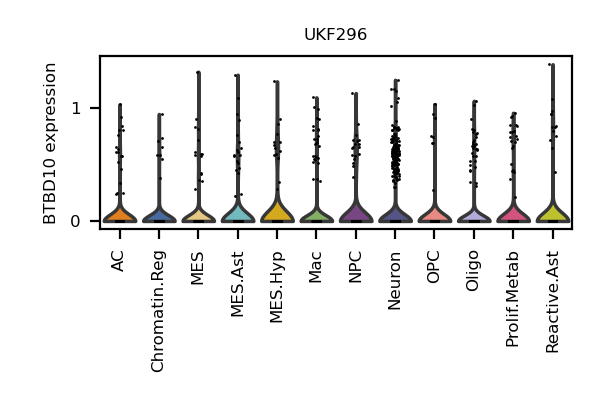 UKF296
BTBD10 expression
1
0
AC
Chromatin.Reg
MES
MES.Ast
MES.Hyp
Mac
NPC
Neuron
OPC
Oligo
Prolif.Metab
Reactive.Ast